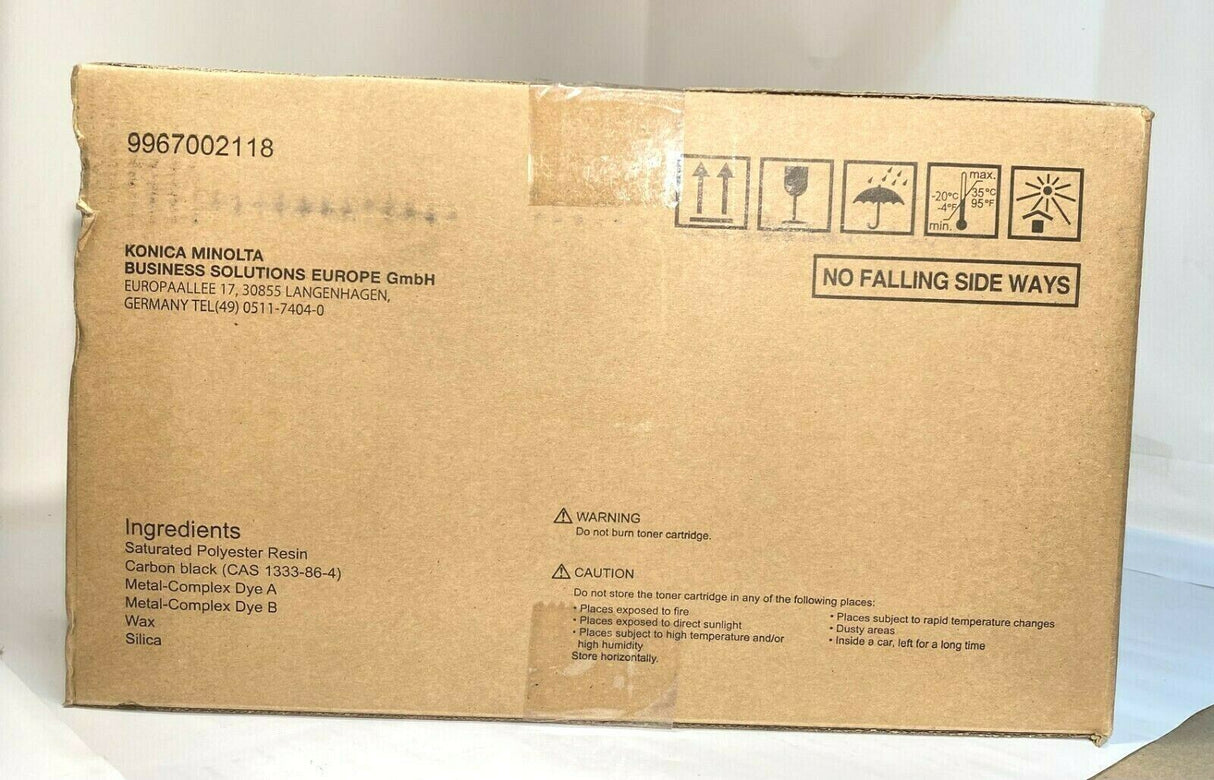 9967002118
KONICA MINOLTA
BUSINESS SOLUTIONS EUROPE GmbH
EUROPAALLEE 17, 30855 LANGENHAGEN,
GERMANY TEL(49) 0511-7404-0
max.
-20°C 35°C
-4°F 95°F
min.
NO FALLING SIDE WAYS
Ingredients
Saturated Polyester Resin
Carbon black (CAS 1333-86-4)
Metal-Complex Dye A
Metal-Complex Dye B
Wax
Silica
WARNING
Do not burn toner cartridge.
CAUTION
Do not store the toner cartridge in any of the following places:
• Places exposed to fire
• Places exposed to direct sunlight
• Places subject to high temperature and/or
high humidity
Store horizontally.
• Places subject to rapid temperature changes
• Dusty areas
• Inside a car, left for a long time